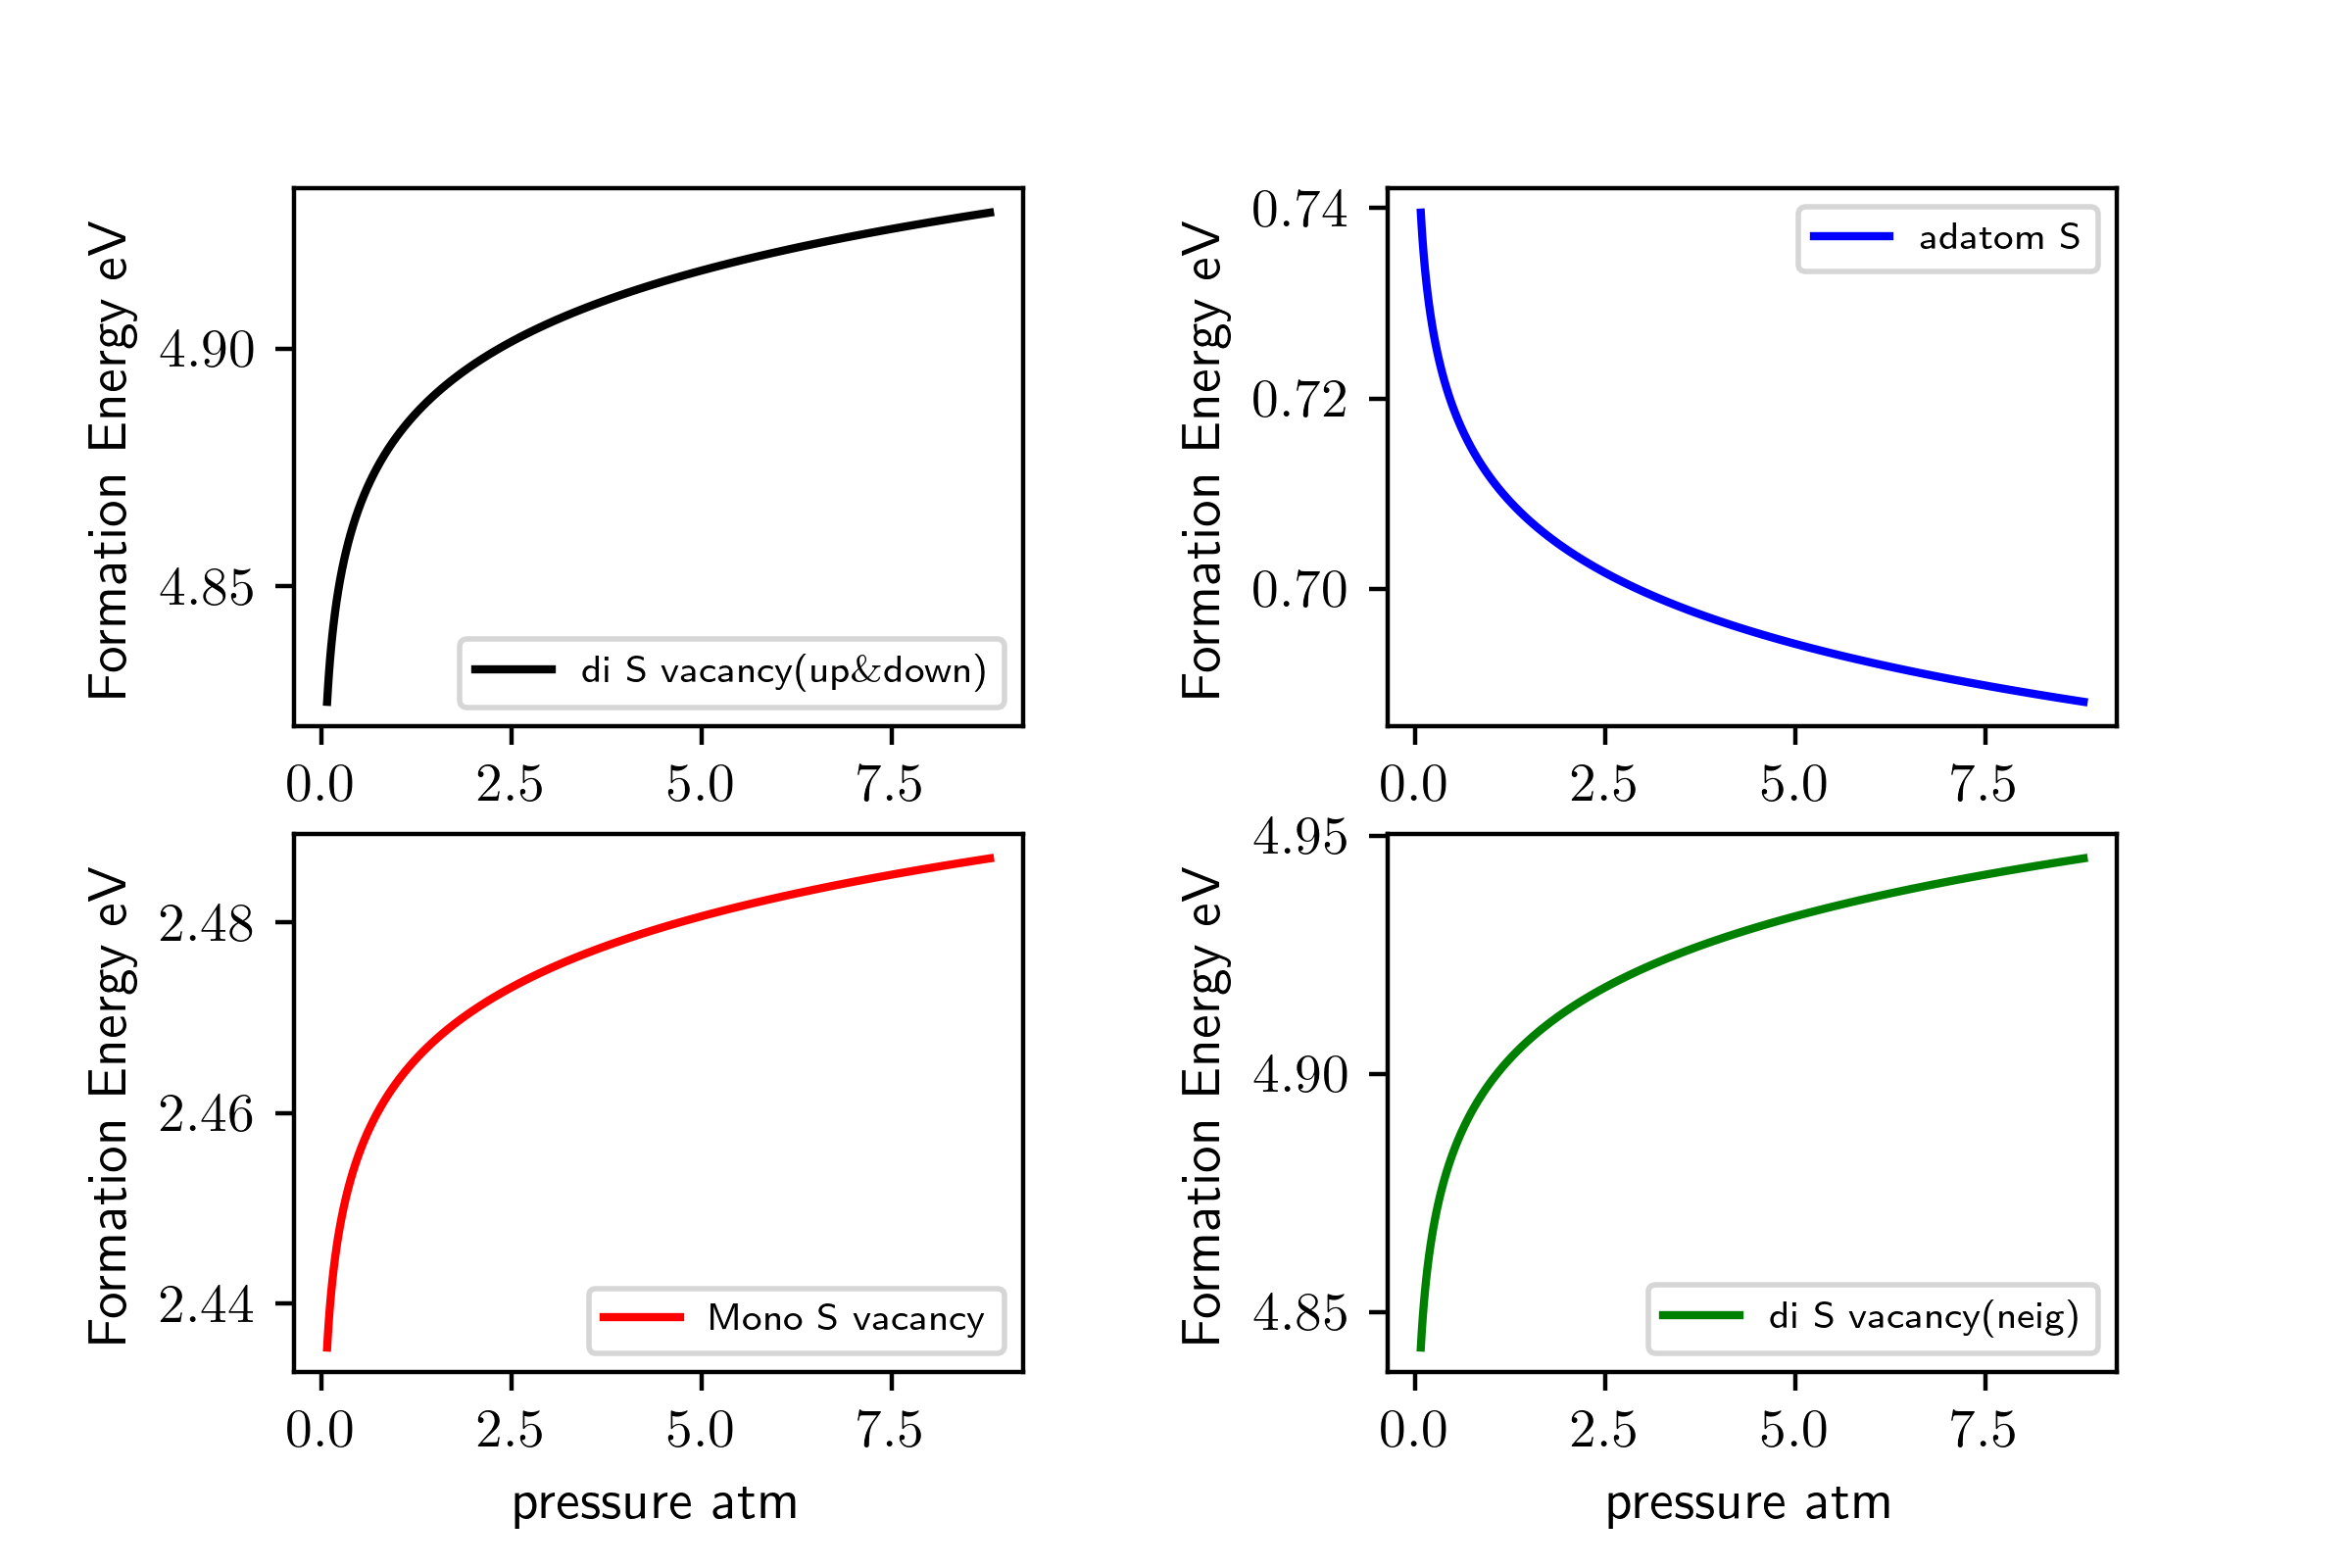 Formation Energy eV
4.90
4.85
di S vacancy(up&down)
0.0 2.5 5.0 7.5
Formation Energy eV
0.74
0.72
0.70
adatom S
0.0 2.5 5.0 7.5
Formation Energy eV
2.48
2.46
2.44
Mono S vacancy
0.0 2.5 5.0 7.5
pressure atm
Formation Energy eV
4.95
4.90
4.85
di S vacancy(neig)
0.0 2.5 5.0 7.5
pressure atm